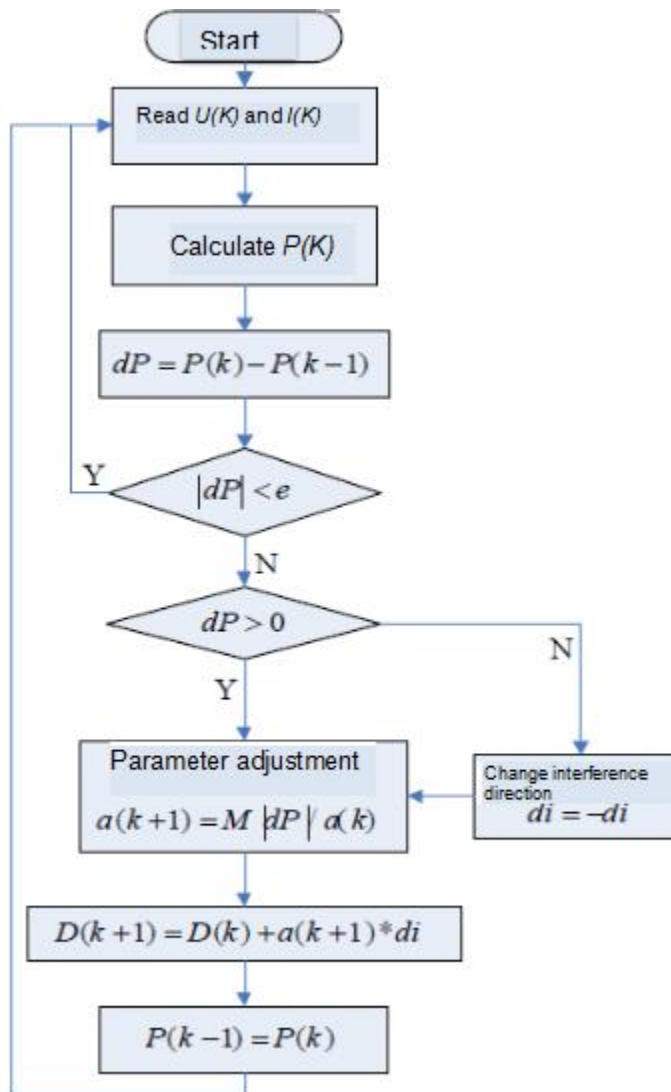 Start
Read U(K) and I(K)
Calculate P(K)
dP = P(k) − P(k−1)
|dP| < e
Y
N
dP > 0
N
Y
Parameter adjustment
a(k+1) = M |dP| / a(k)
Change interference
direction
di = −di
D(k+1) = D(k) + a(k+1) * di
P(k−1) = P(k)